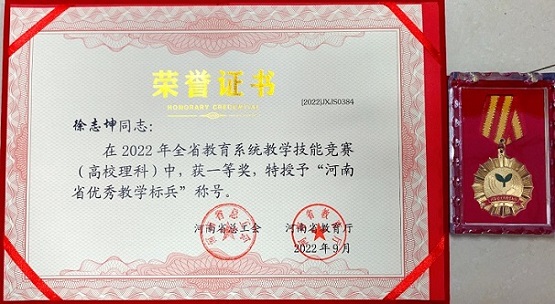 荣誉证书
HONORARY CREDENTIAL
[2022]JXJS0384
徐志坤同志：
在2022年全省教育系统教学技能竞赛
（高校理科）中，获一等奖，特授予“河南
省优秀教学标兵”称号。
河南省总工会 河南省教育厅
2022年9月